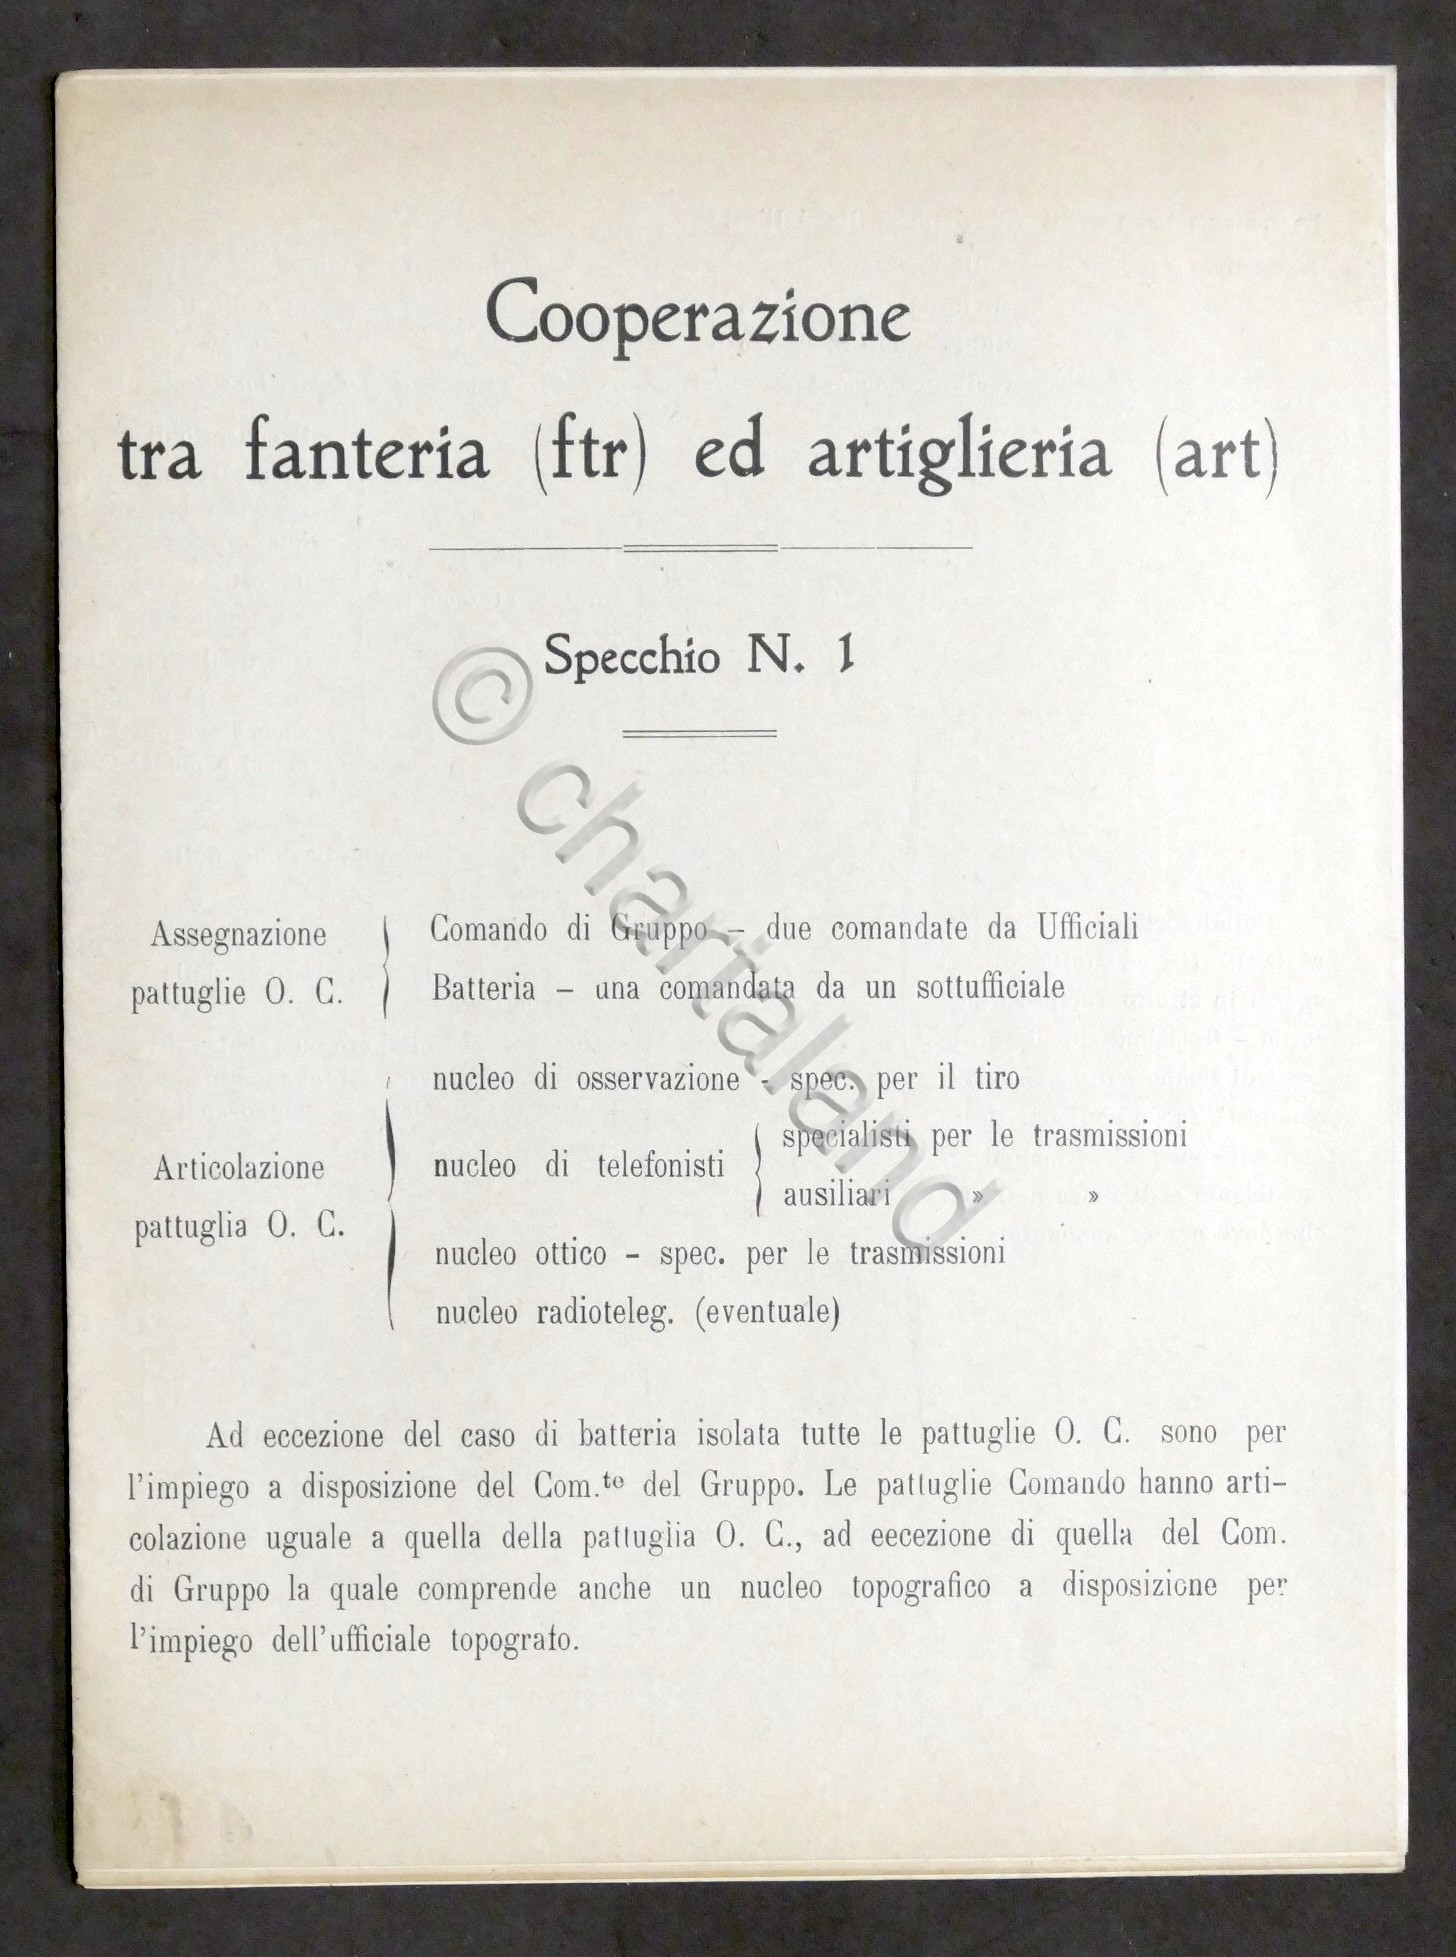 Cooperazione
tra fanteria (ftr) ed artiglieria (art)
Specchio N. 1
Assegnazione
pattuglie O. C.
Comando di Gruppo – due comandate da Ufficiali
Batteria – una comandata da un sottufficiale
Articolazione
pattuglia O. C.
nucleo di osservazione - spec. per il tiro
nucleo di telefonisti
specialisti per le trasmissioni
ausiliari » »
nucleo ottico – spec. per le trasmissioni
nucleo radioteleg. (eventuale)
Ad eccezione del caso di batteria isolata tutte le pattuglie O. C. sono per
l'impiego a disposizione del Com.to del Gruppo. Le pattuglie Comando hanno arti-
colazione uguale a quella della pattuglia O. C., ad eecezione di quella del Com.
di Gruppo la quale comprende anche un nucleo topografico a disposizione per
l'impiego dell'ufficiale topografo.
© chartaland